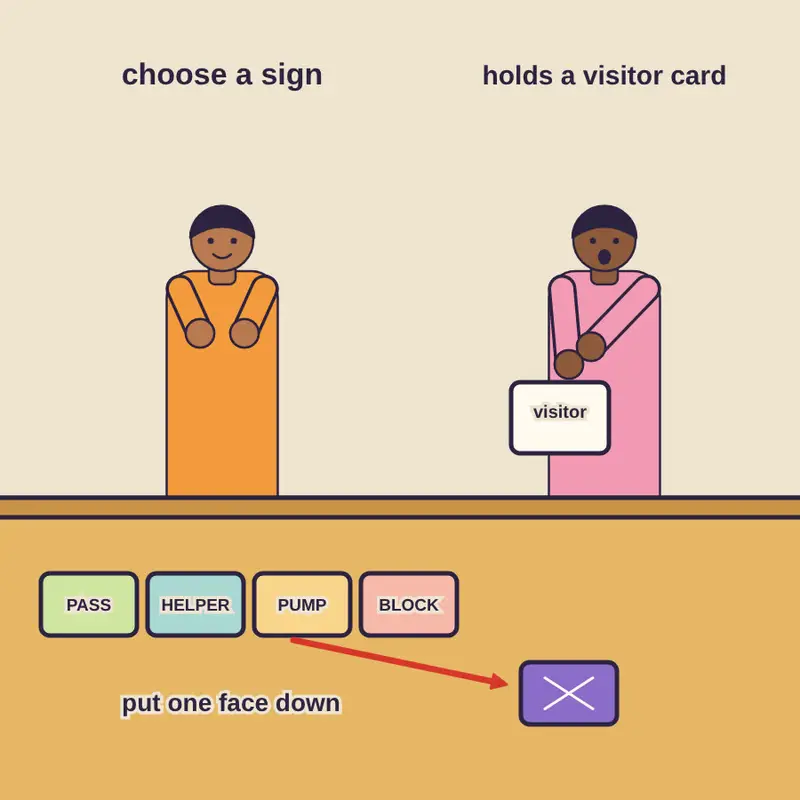 choose a sign
holds a visitor card
visitor
PASS
HELPER
PUMP
BLOCK
put one face down